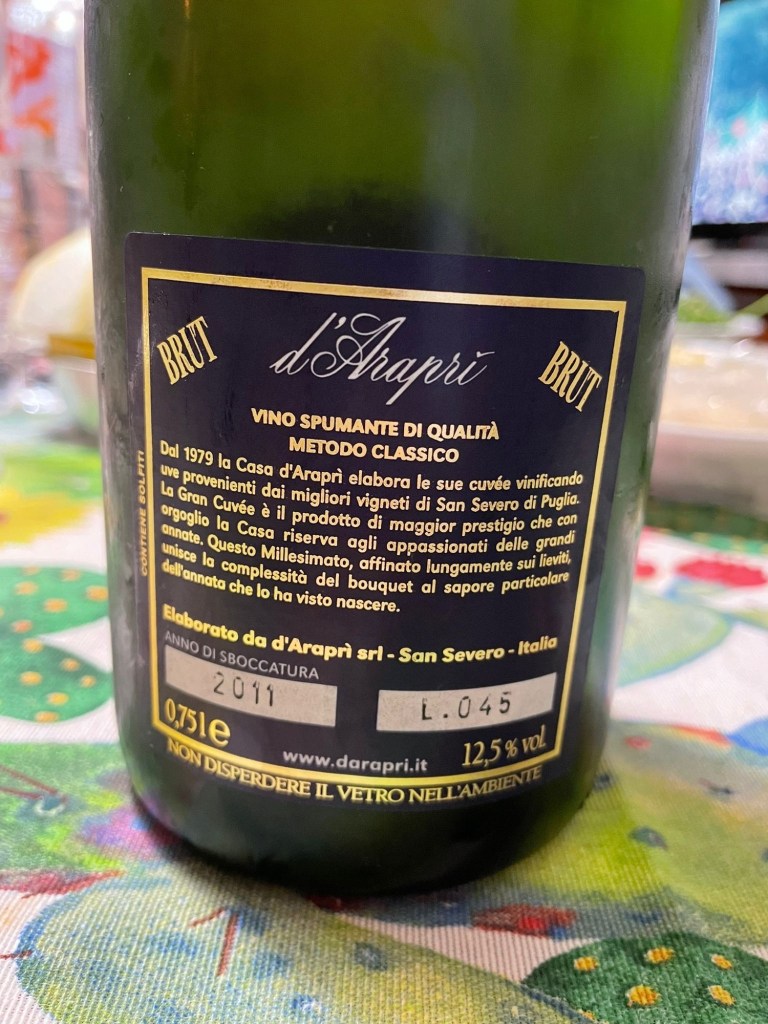 BRUT
d'Araprì
BRUT
VINO SPUMANTE DI QUALITÀ
METODO CLASSICO
Dal 1979 la Casa d'Araprì elabora le sue cuvée vinificando
uve provenienti dai migliori vigneti di San Severo di Puglia.
La Gran Cuvée è il prodotto di maggior prestigio che con
orgoglio la Casa riserva agli appassionati delle grandi
annate. Questo Millesimato, affinato lungamente sui lieviti,
unisce la complessità del bouquet al sapore particolare
dell'annata che lo ha visto nascere.
CONTIENE SOLFITI
Elaborato da d'Araprì srl - San Severo - Italia
ANNO DI SBOCCATURA
2011
L.045
0,75l e
www.darapri.it
12,5% vol.
NON DISPERDERE IL VETRO NELL'AMBIENTE